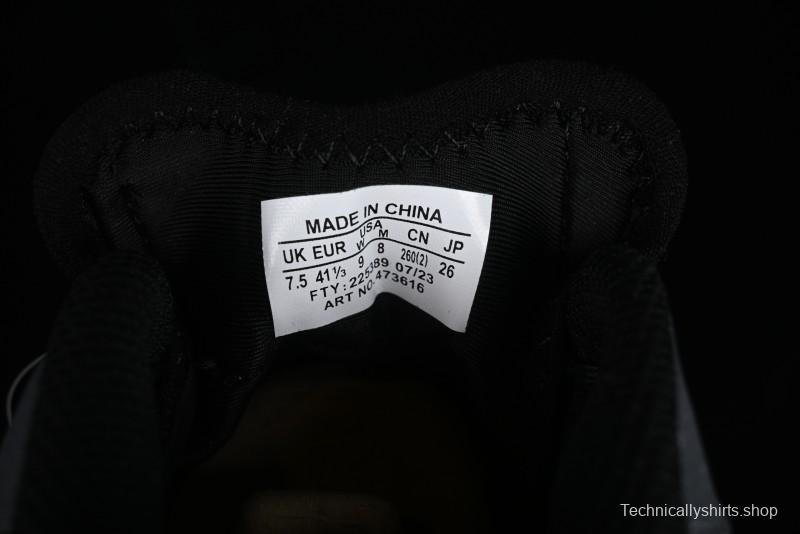 MADE IN CHINA
USA
UK EUR W M CN JP
7.5 41⅓ 9 8 260(2) 26
FTY: 225389 07/23
ART NO: 473616
Technicallyshirts.shop